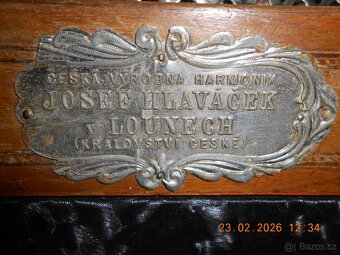 ČESKÁ VÝROBNA HARMONIK
JOSEF HLAVÁČEK
v LOUNECH
(KRÁLOVSTVÍ ČESKÉ)
23.02.2026 12:34
Bazos.cz